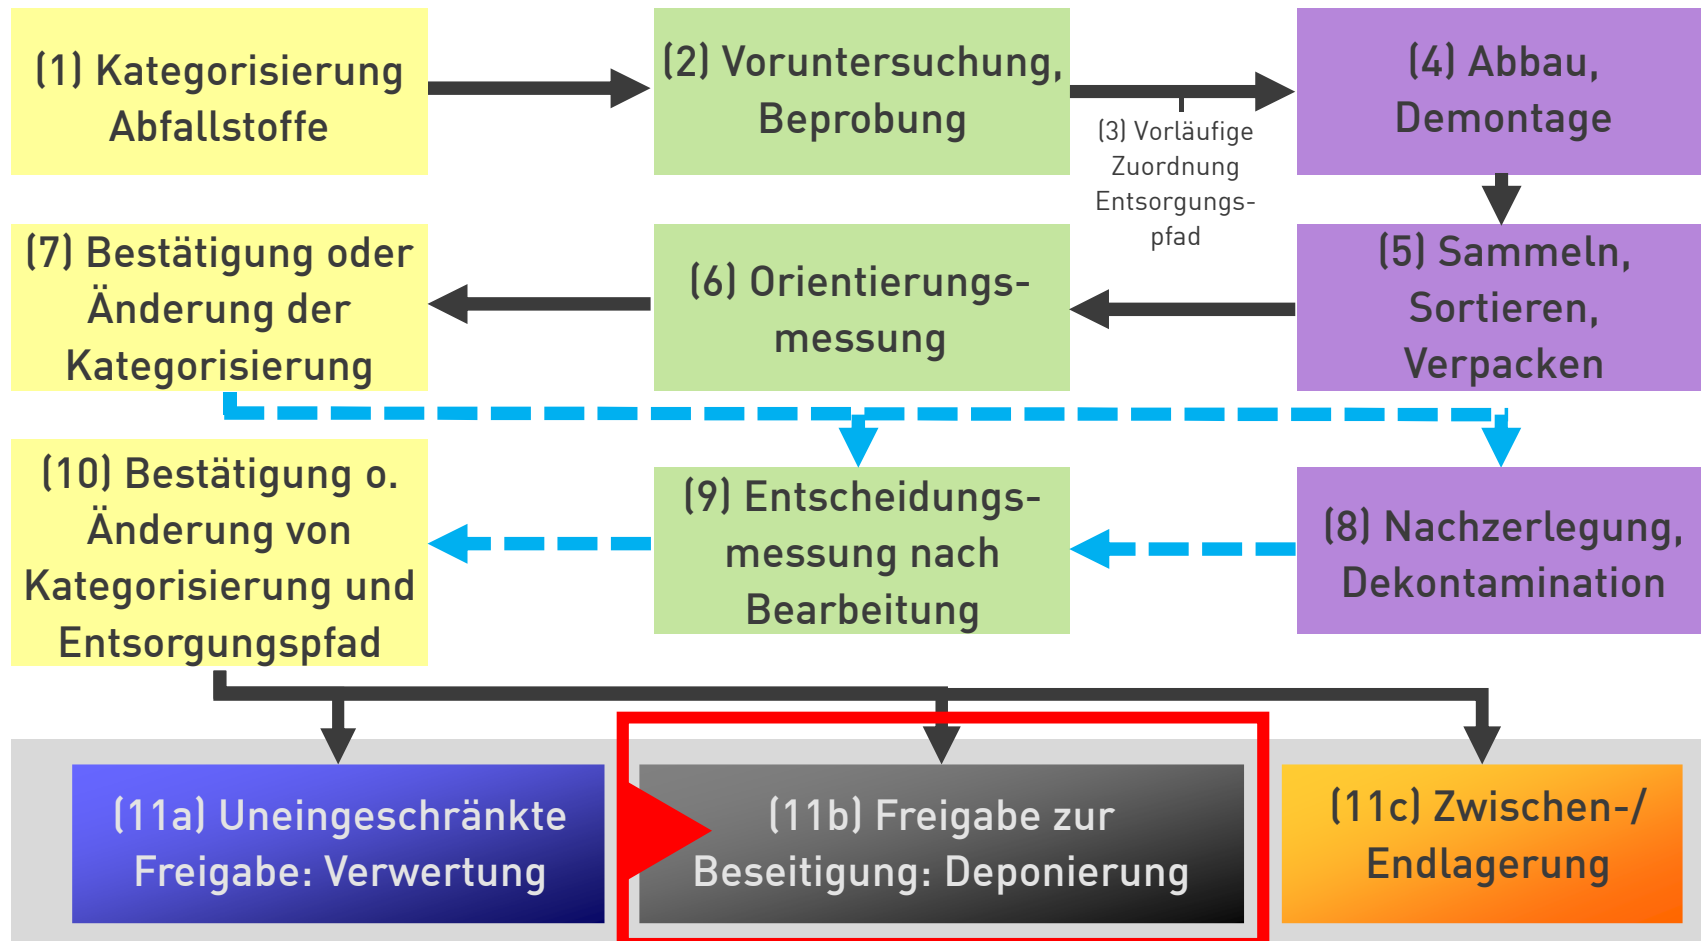 (1) Kategorisierung
Abfallstoffe
(2) Voruntersuchung,
Beprobung
(3) Vorläufige
Zuordnung
Entsorgungs-
pfad
(4) Abbau,
Demontage
(5) Sammeln,
Sortieren,
Verpacken
(6) Orientierungs-
messung
(7) Bestätigung oder
Änderung der
Kategorisierung
(8) Nachzerlegung,
Dekontamination
(9) Entscheidungs-
messung nach
Bearbeitung
(10) Bestätigung o.
Änderung von
Kategorisierung und
Entsorgungspfad
(11a) Uneingeschränkte
Freigabe: Verwertung
(11b) Freigabe zur
Beseitigung: Deponierung
(11c) Zwischen-/
Endlagerung